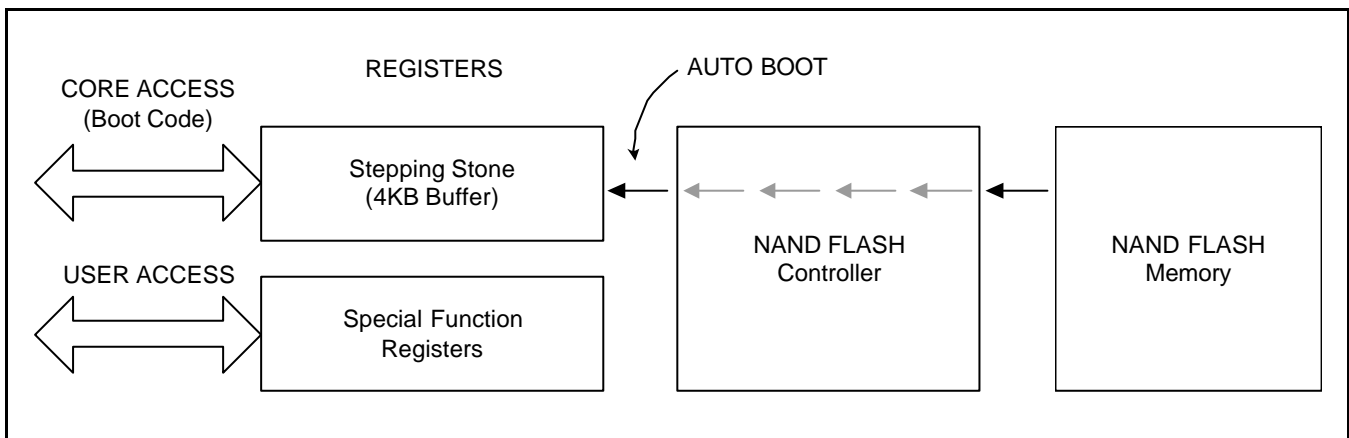 REGISTERS
AUTO BOOT
CORE ACCESS
(Boot Code)
Stepping Stone
(4KB Buffer)
NAND FLASH
Controller
NAND FLASH
Memory
USER ACCESS
Special Function
Registers